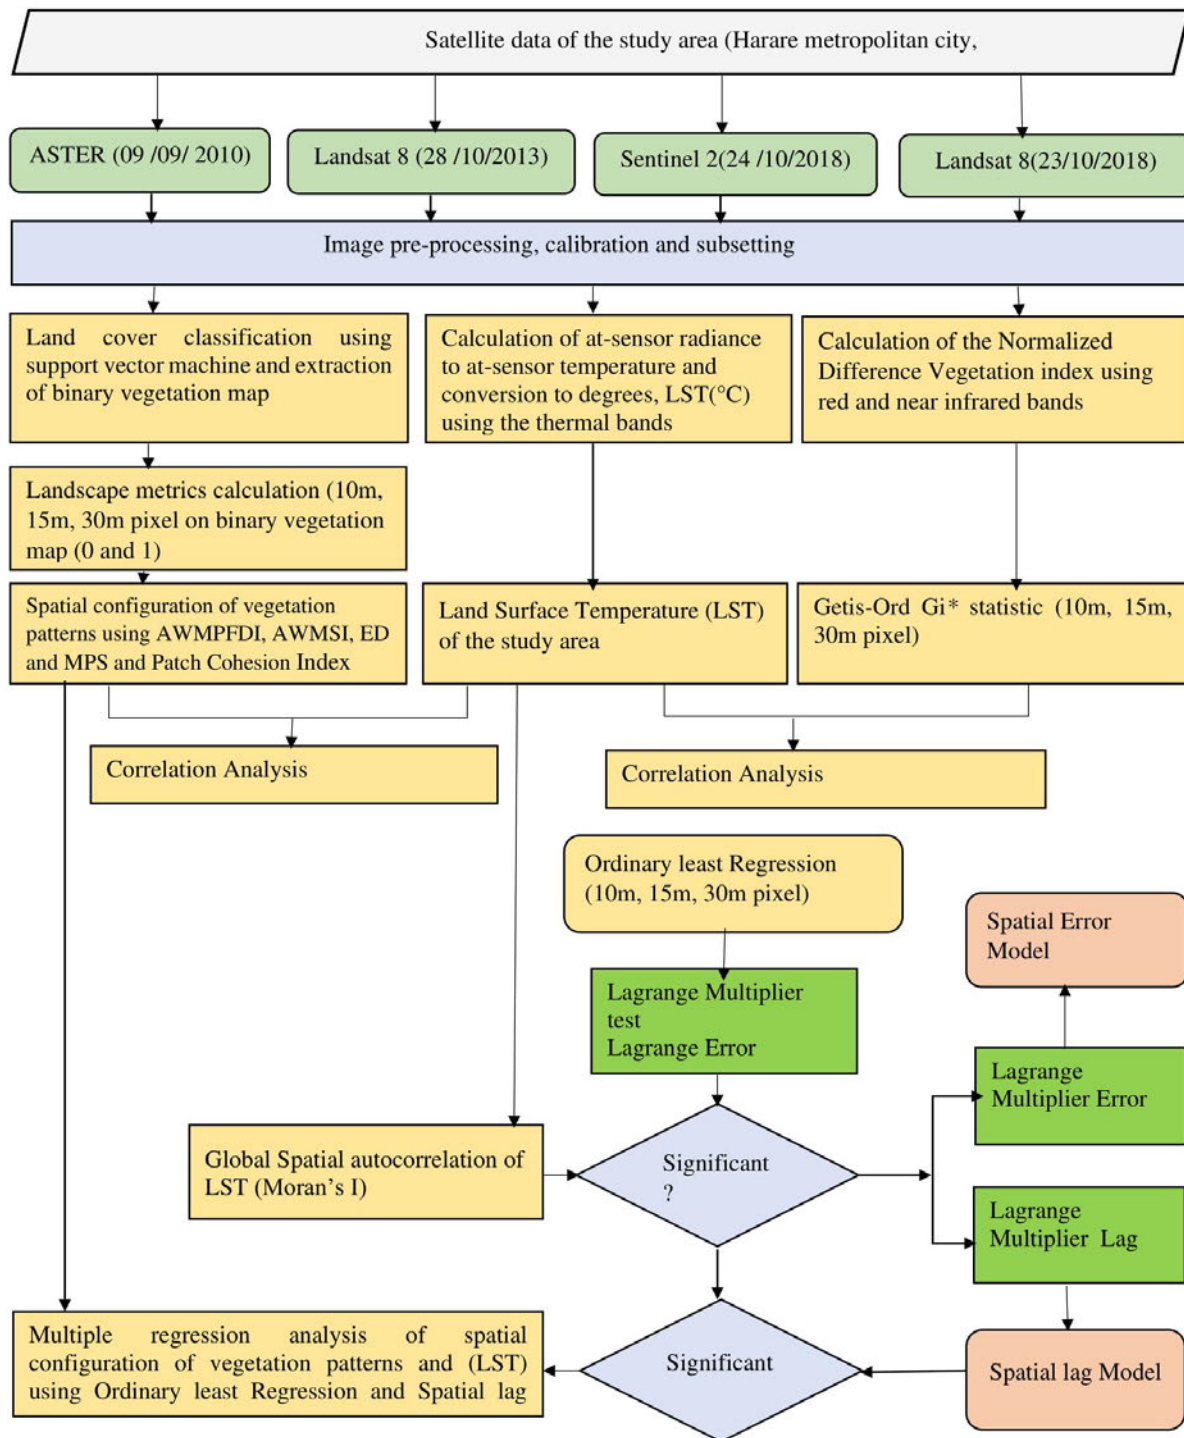 Satellite data of the study area (Harare metropolitan city,
ASTER (09 /09/ 2010)
Landsat 8 (28 /10/2013)
Sentinel 2(24 /10/2018)
Landsat 8(23/10/2018)
Image pre-processing, calibration and subsetting
Land cover classification using
support vector machine and extraction
of binary vegetation map
Calculation of at-sensor radiance
to at-sensor temperature and
conversion to degrees, LST(°C)
using the thermal bands
Calculation of the Normalized
Difference Vegetation index using
red and near infrared bands
Landscape metrics calculation (10m,
15m, 30m pixel on binary vegetation
map (0 and 1)
Spatial configuration of vegetation
patterns using AWMPFDI, AWMSI, ED
and MPS and Patch Cohesion Index
Land Surface Temperature (LST)
of the study area
Getis-Ord Gi* statistic (10m, 15m,
30m pixel)
Correlation Analysis
Correlation Analysis
Ordinary least Regression
(10m, 15m, 30m pixel)
Spatial Error
Model
Lagrange Multiplier
test
Lagrange Error
Lagrange
Multiplier Error
Global Spatial autocorrelation of
LST (Moran's I)
Significant
?
Lagrange
Multiplier Lag
Multiple regression analysis of spatial
configuration of vegetation patterns and (LST)
using Ordinary least Regression and Spatial lag
Significant
Spatial lag Model